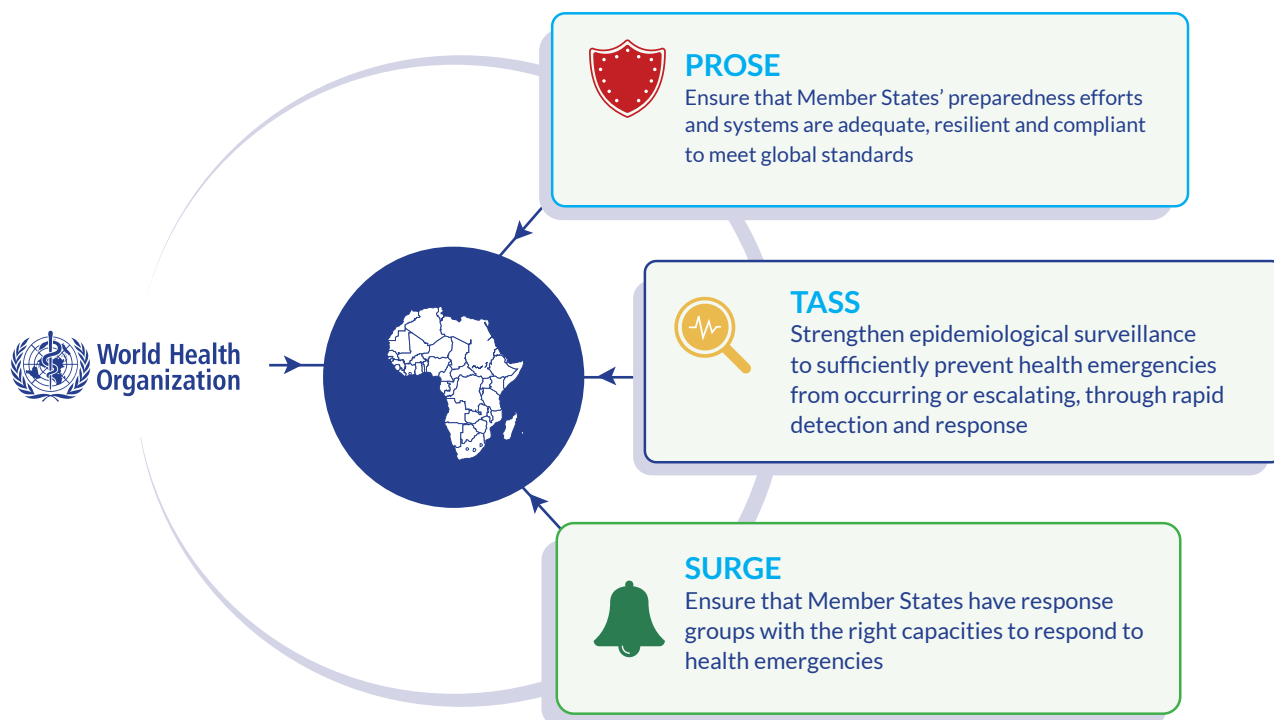 PROSE
Ensure that Member States’ preparedness efforts
and systems are adequate, resilient and compliant
to meet global standards
World Health
Organization
TASS
Strengthen epidemiological surveillance
to sufficiently prevent health emergencies
from occurring or escalating, through rapid
detection and response
SURGE
Ensure that Member States have response
groups with the right capacities to respond to
health emergencies